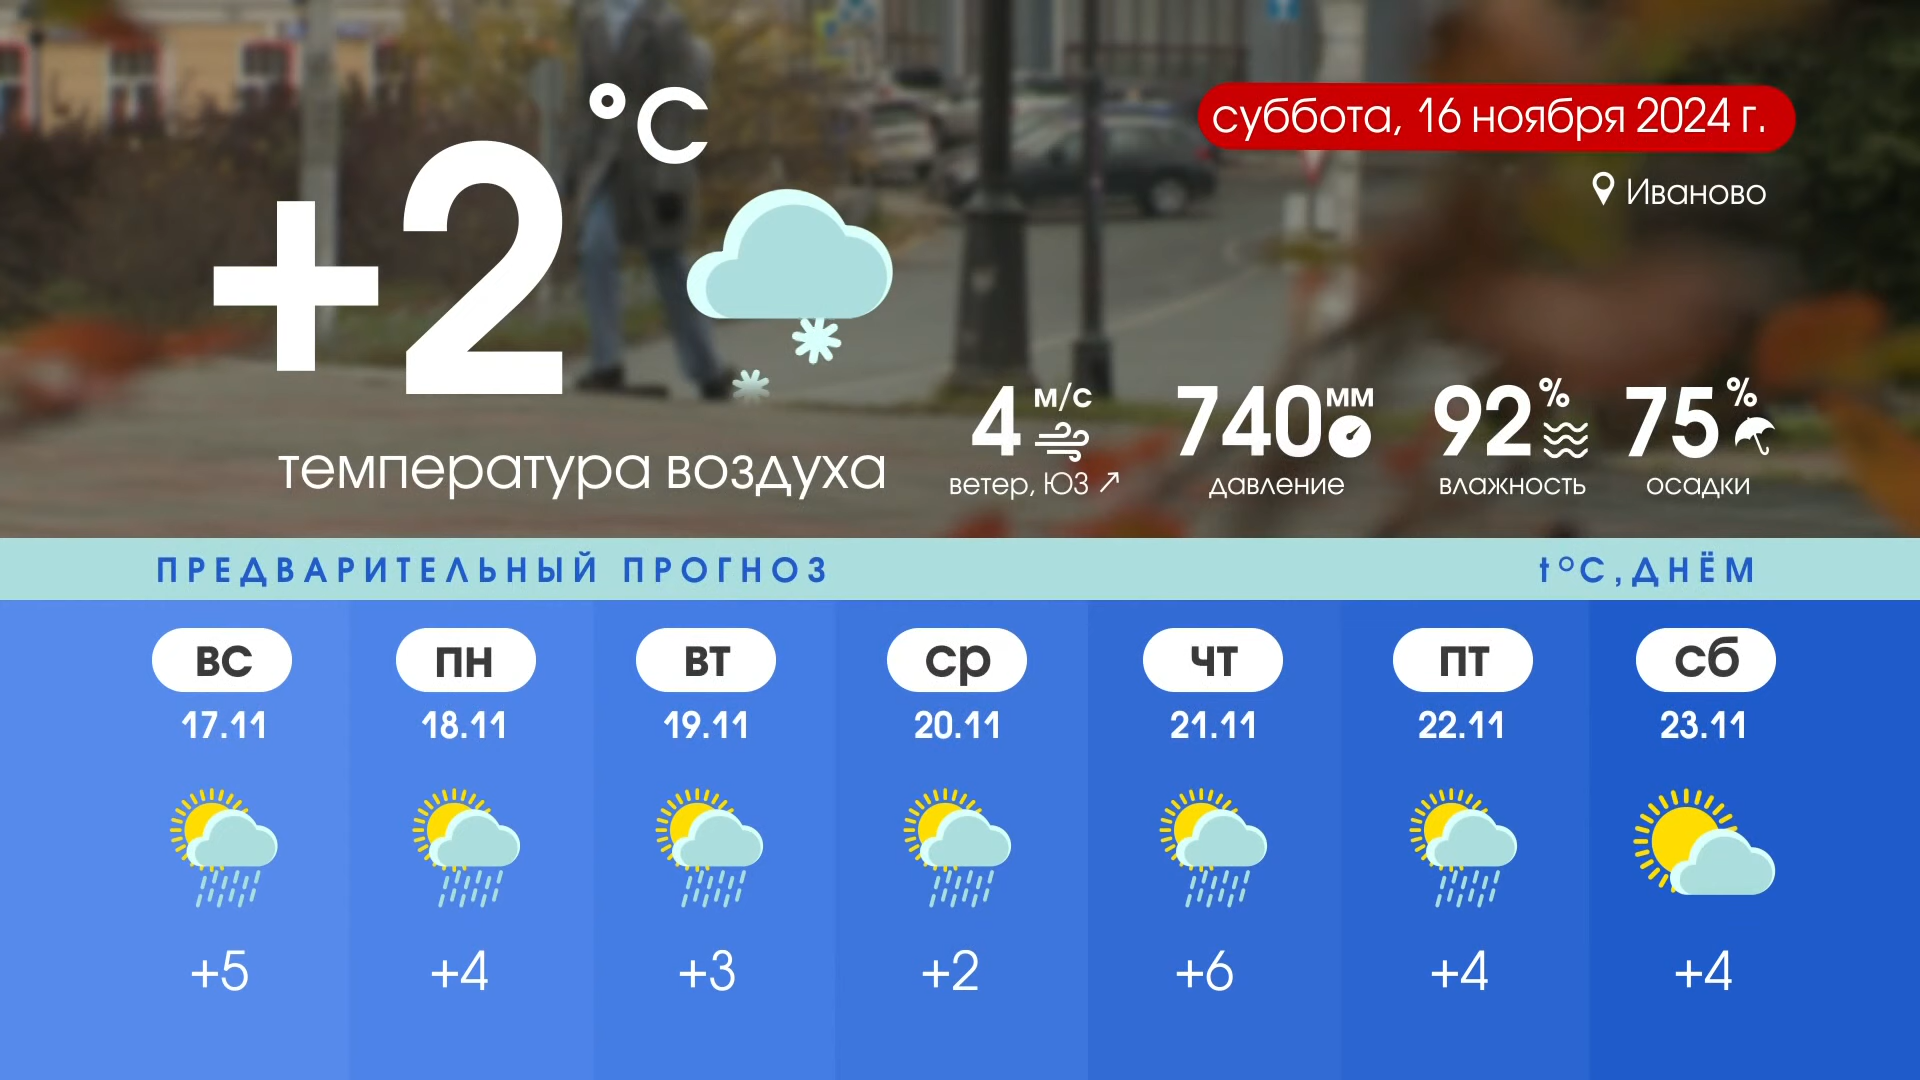 суббота, 16 ноября 2024 г.
Иваново
+2 °C
температура воздуха
4 м/с
ветер, ЮЗ ↗
740 мм
давление
92 %
влажность
75 %
осадки
ПРЕДВАРИТЕЛЬНЫЙ ПРОГНОЗ
t°C, ДНЁМ
вс пн вт ср чт пт сб
17.11 18.11 19.11 20.11 21.11 22.11 23.11
+5 +4 +3 +2 +6 +4 +4